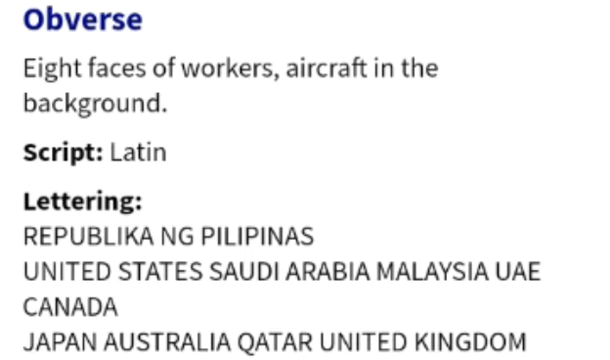 Obverse
Eight faces of workers, aircraft in the
background.
Script: Latin
Lettering:
REPUBLIKA NG PILIPINAS
UNITED STATES SAUDI ARABIA MALAYSIA UAE
CANADA
JAPAN AUSTRALIA QATAR UNITED KINGDOM